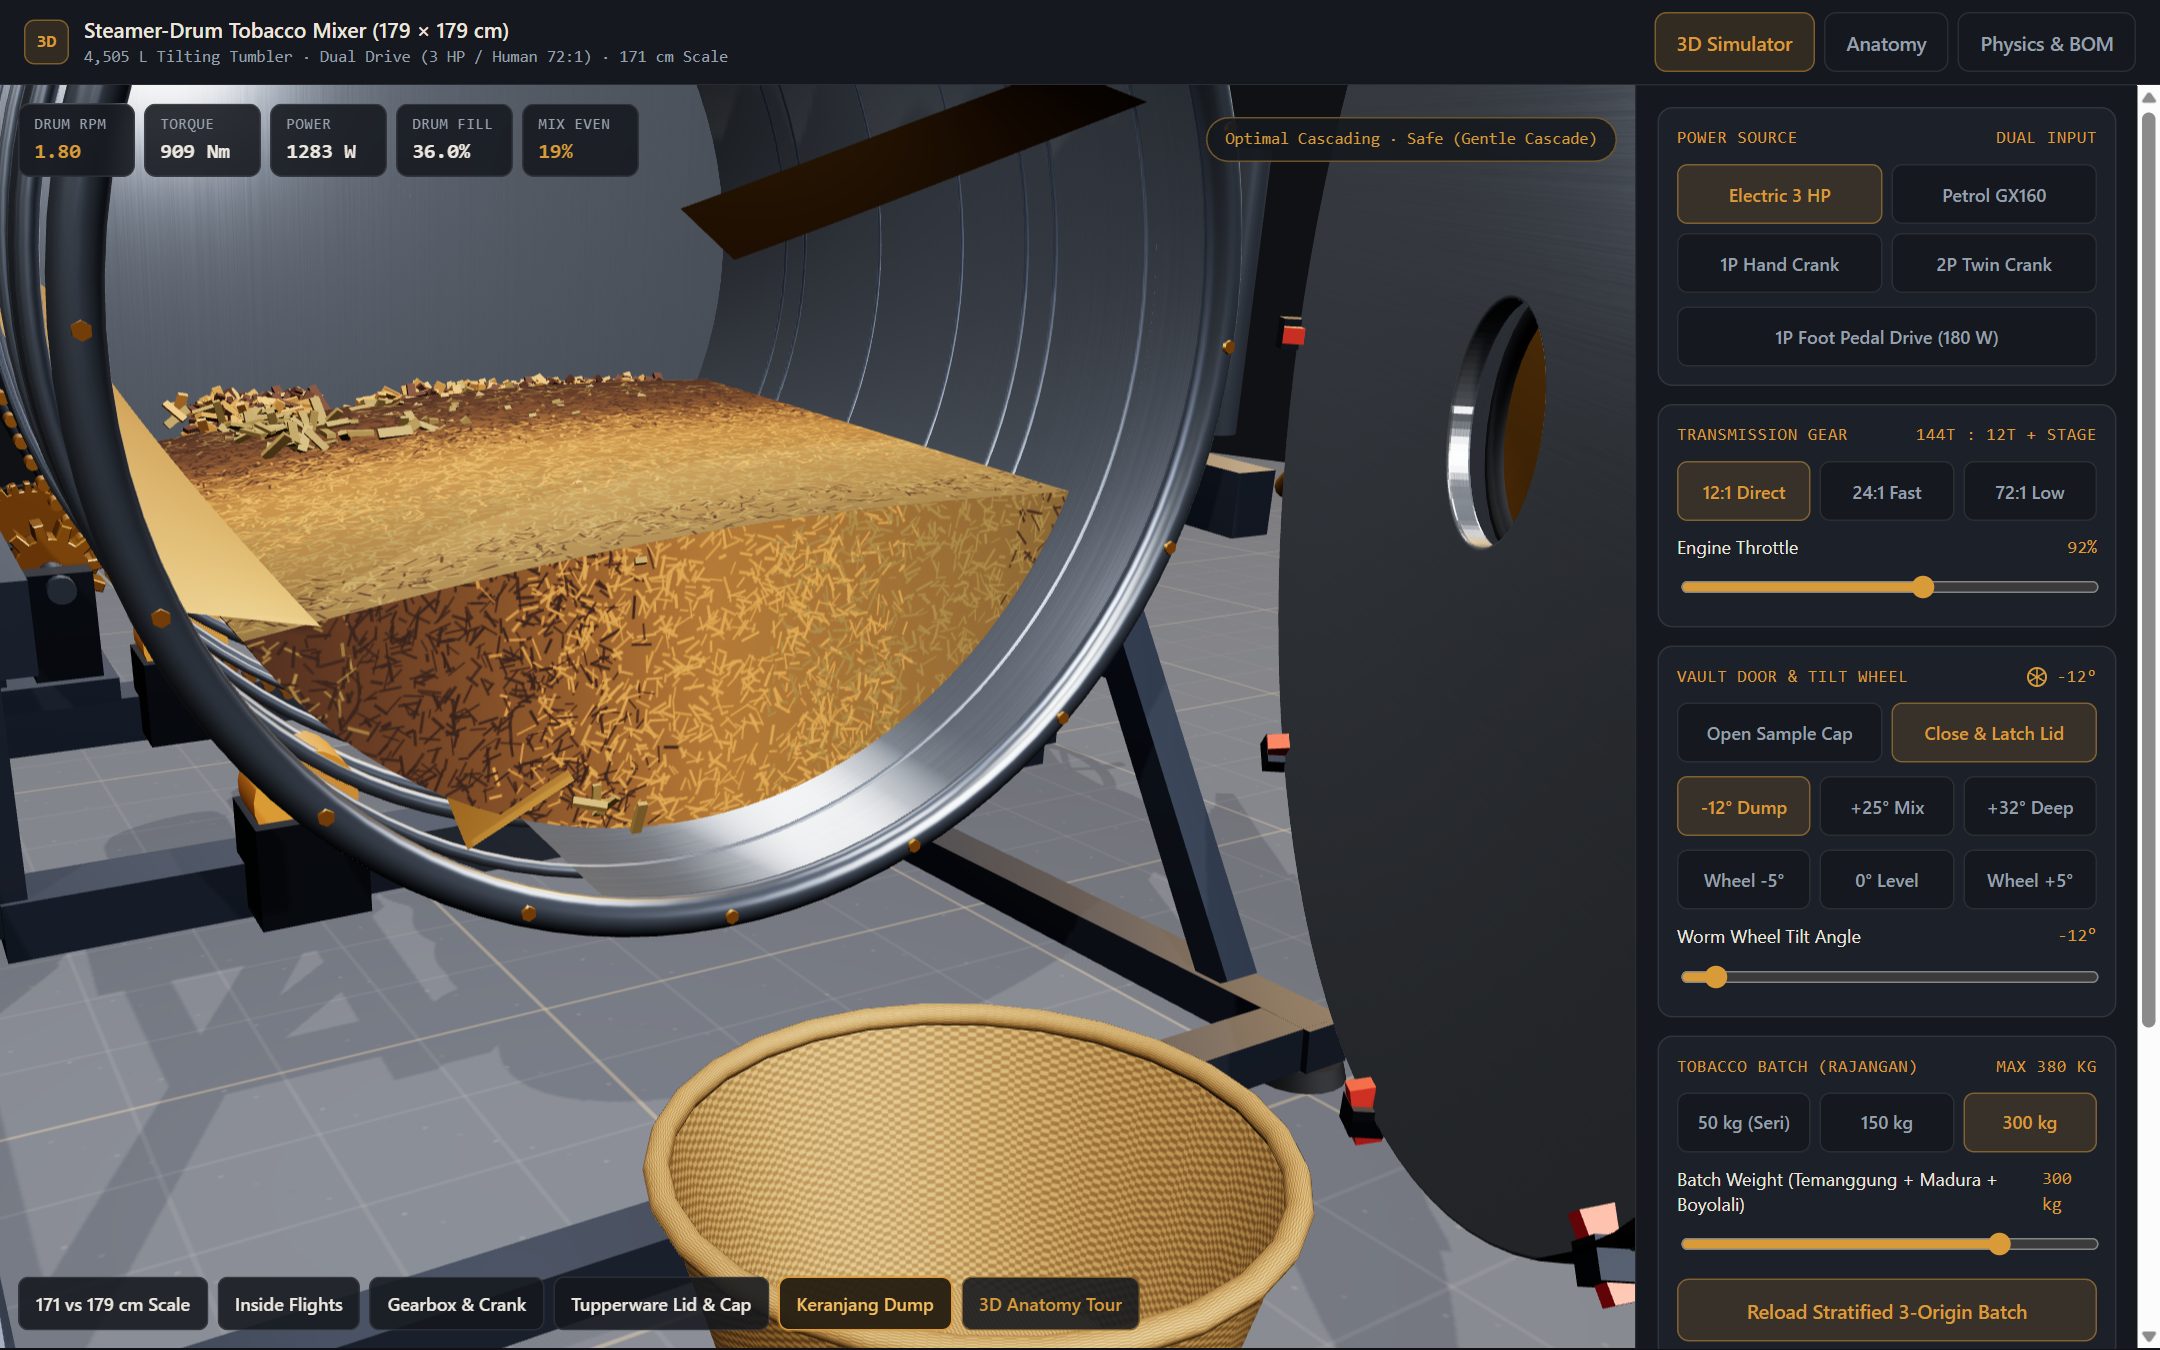 3D
Steamer-Drum Tobacco Mixer (179 × 179 cm)
4,505 L Tilting Tumbler · Dual Drive (3 HP / Human 72:1) · 171 cm Scale
3D Simulator
Anatomy
Physics & BOM
DRUM RPM
1.80
TORQUE
909 Nm
POWER
1283 W
DRUM FILL
36.0%
MIX EVEN
19%
Optimal Cascading · Safe (Gentle Cascade)
POWER SOURCE
DUAL INPUT
Electric 3 HP
Petrol GX160
1P Hand Crank
2P Twin Crank
1P Foot Pedal Drive (180 W)
TRANSMISSION GEAR
144T : 12T + STAGE
12:1 Direct
24:1 Fast
72:1 Low
Engine Throttle
92%
VAULT DOOR & TILT WHEEL
-12°
Open Sample Cap
Close & Latch Lid
-12° Dump
+25° Mix
+32° Deep
Wheel -5°
0° Level
Wheel +5°
Worm Wheel Tilt Angle
-12°
TOBACCO BATCH (RAJANGAN)
MAX 380 KG
50 kg (Seri)
150 kg
300 kg
Batch Weight (Temanggung + Madura +
Boyolali)
300
kg
Reload Stratified 3-Origin Batch
171 vs 179 cm Scale
Inside Flights
Gearbox & Crank
Tupperware Lid & Cap
Keranjang Dump
3D Anatomy Tour